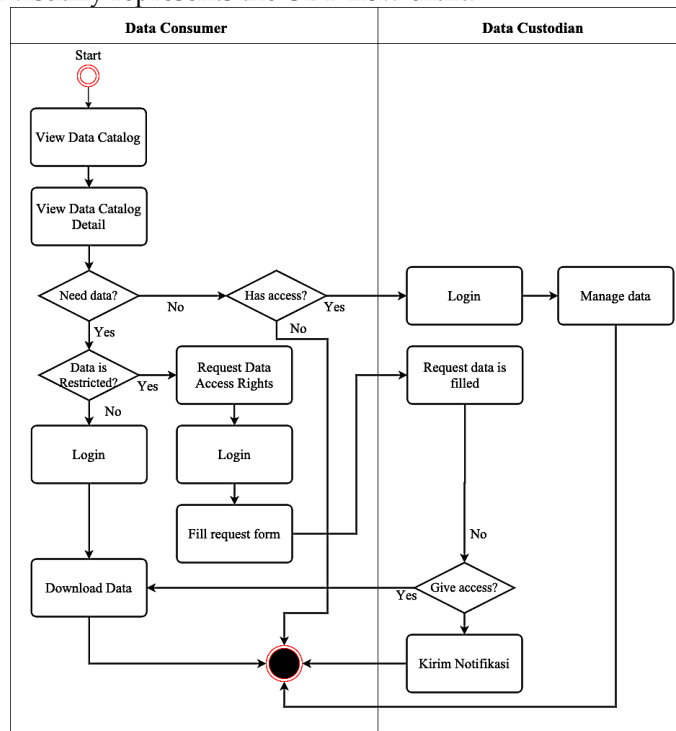 Data Consumer
Data Custodian
Start
View Data Catalog
View Data Catalog
Detail
Need data?
No
Has access?
Yes
Login
Manage data
Yes
No
Data is
Restricted?
Yes
Request Data
Access Rights
Request data is
filled
No
Login
Login
Fill request form
No
Download Data
Yes
Give access?
Kirim Notifikasi